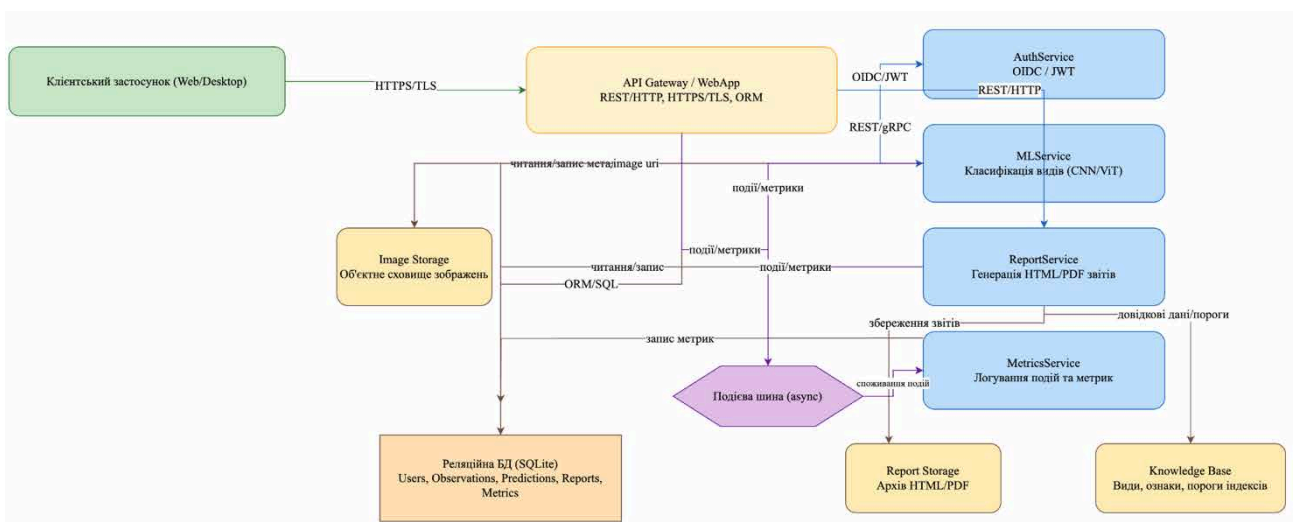 Клієнтський застосунок (Web/Desktop)
HTTPS/TLS
API Gateway / WebApp
REST/HTTP, HTTPS/TLS, ORM
OIDC/JWT
AuthService
OIDC / JWT
REST/HTTP
REST/gRPC
читання/запис мета/image uri
MLService
Класифікація видів (CNN/ViT)
події/метрики
Image Storage
Об'єктне сховище зображень
події/метрики
читання/запис
події/метрики
ORM/SQL
ReportService
Генерація HTML/PDF звітів
збереження звітів
довідкові дані/пороги
запис метрик
MetricsService
Логування подій та метрик
споживання подій
Подієва шина (async)
Реляційна БД (SQLite)
Users, Observations, Predictions, Reports,
Metrics
Report Storage
Архів HTML/PDF
Knowledge Base
Види, ознаки, пороги індексів